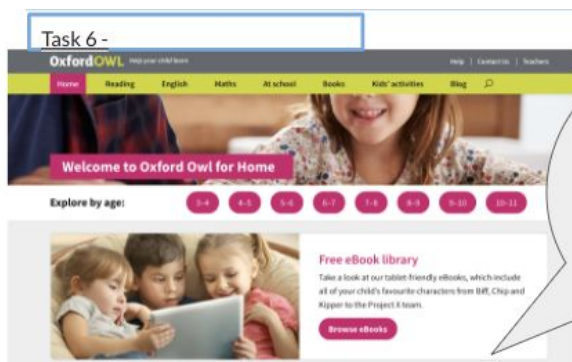 Task 6 -
OxfordOWL Help your child learn
Help | Contact Us | Teachers
Home Reading English Maths At school Books Kids' activities Blog
Welcome to Oxford Owl for Home
Explore by age: 3-4 4-5 5-6 6-7 7-8 8-9 9-10 10-11
Free eBook library
Take a look at our tablet-friendly eBooks, which include
all of your child's favourite characters from Biff, Chip and
Kipper to the Project X team.
Browse eBooks